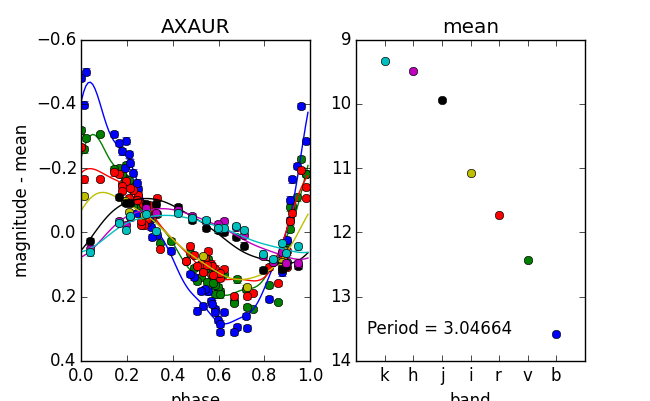 AXAUR
mean
−0.6
−0.4
−0.2
0.0
0.2
0.4
magnitude - mean
0.0 0.2 0.4 0.6 0.8 1.0
phase
9
10
11
12
13
14
Period = 3.04664
k h j i r v b
band